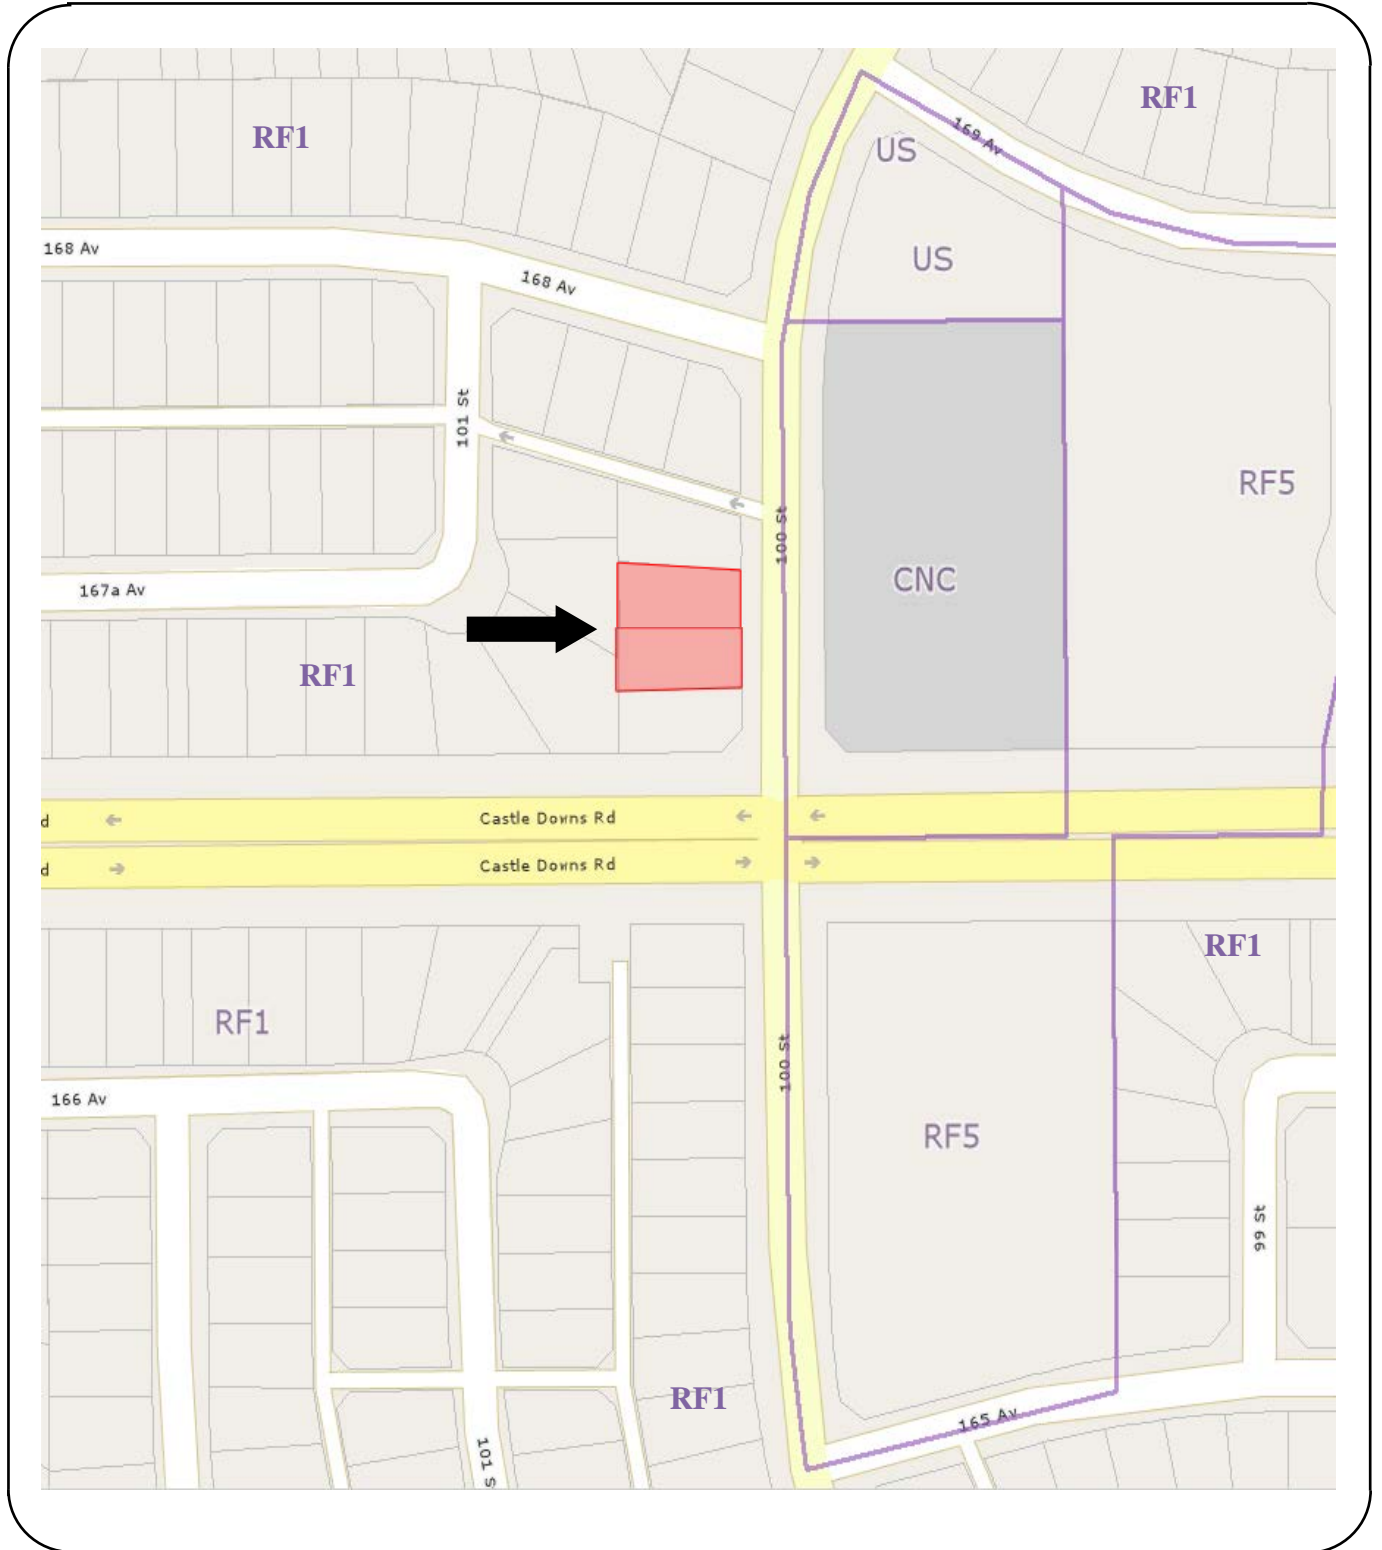 RF1
RF1
169 Av
US
168 Av
US
168 Av
101 St
RF5
100 St
CNC
167a Av
RF1
Castle Downs Rd
d
Castle Downs Rd
d
RF1
RF1
100 St
166 Av
RF5
99 St
RF1
165 Av
101 S